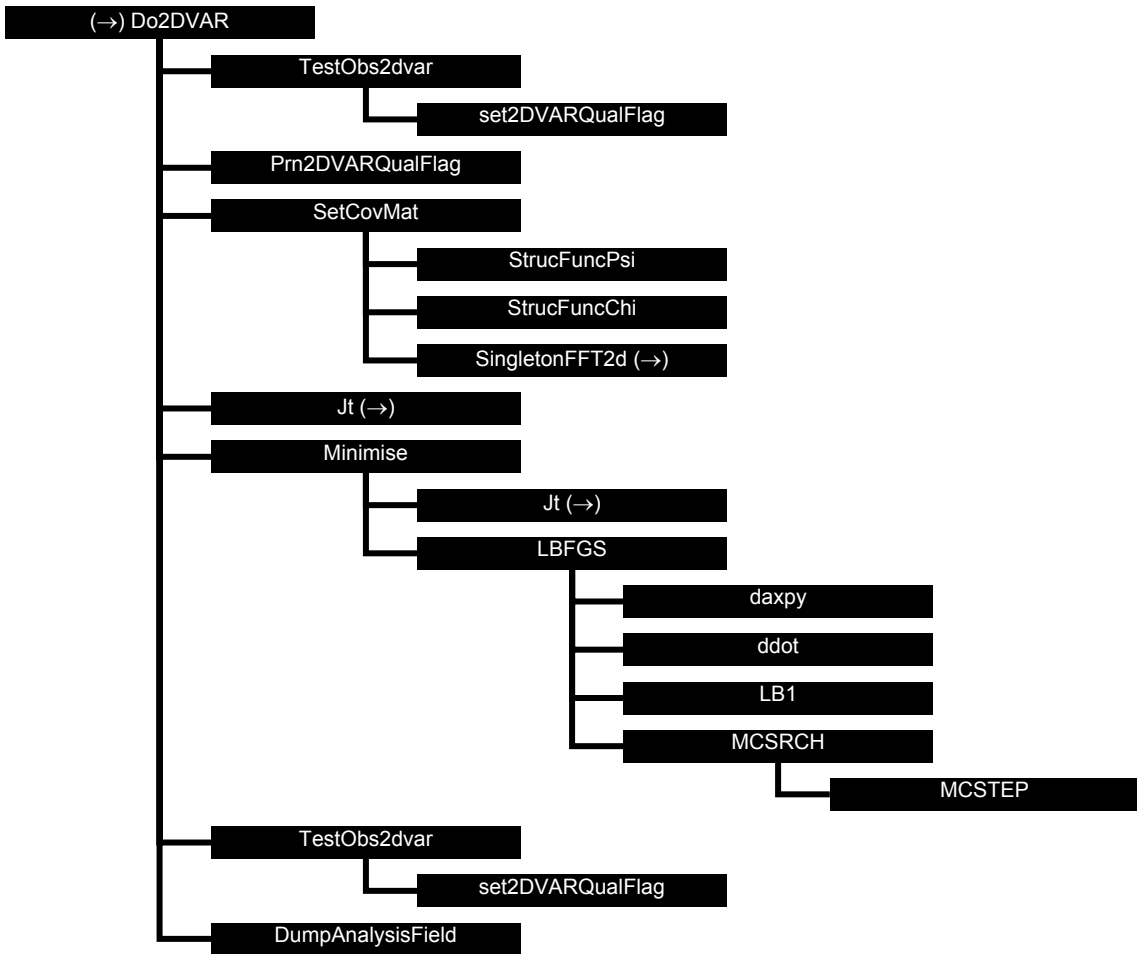 (→) Do2DVAR
TestObs2dvar
set2DVARQualFlag
Prn2DVARQualFlag
SetCovMat
StrucFuncPsi
StrucFuncChi
SingletonFFT2d (→)
Jt (→)
Minimise
Jt (→)
LBFGS
daxpy
ddot
LB1
MCSRCH
MCSTEP
TestObs2dvar
set2DVARQualFlag
DumpAnalysisField